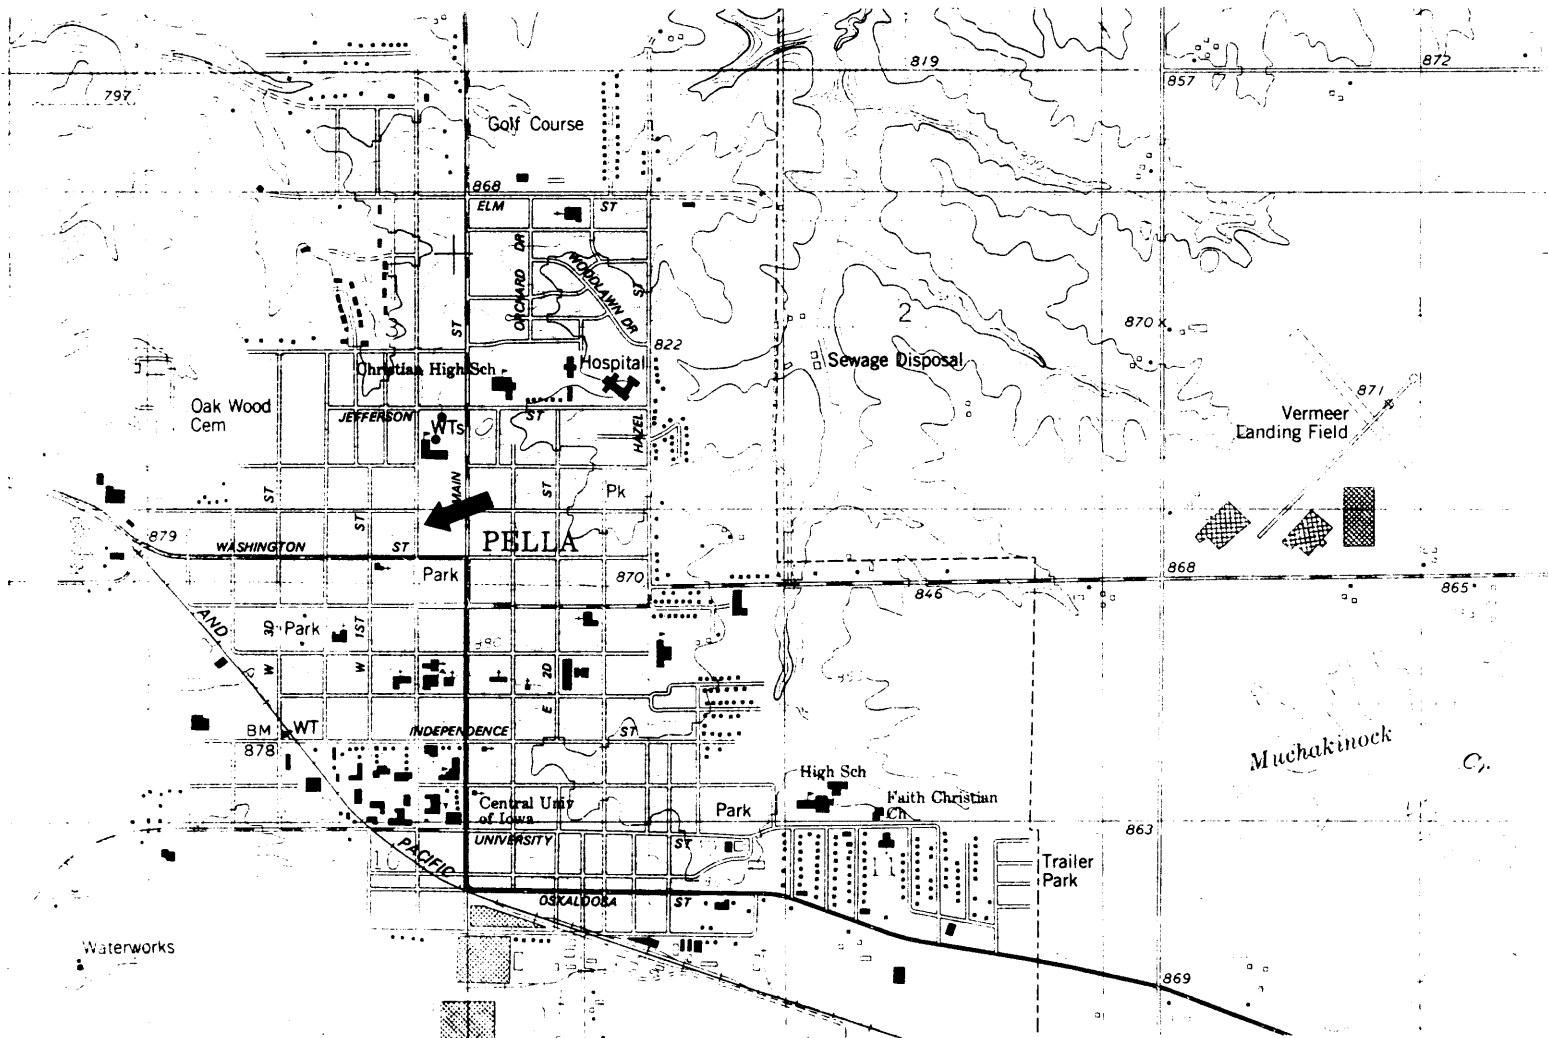 819
872
857
797
Golf Course
868
ELM ST
ORCHARD DR
WOODLAWN DR
ST
ST
2
870
822
Sewage Disposal
Christian High Sch
Hospital
871
Oak Wood
Cem
JEFFERSON ST
WTs
HAZEL
Vermeer
Landing Field
MAIN
ST
ST
ST
Pk
879
WASHINGTON ST
PELLA
Park
870
868
846
865
AND
3D
Park
1ST
W
W
2D
E
BM
WT
878
INDEPENDENCE ST
Muchakinock
Cr
High Sch
Central Univ
of Iowa
Park
Faith Christian
Ch
863
UNIVERSITY ST
PACIFIC
11
Trailer
Park
OSKALOOSA ST
Waterworks
869